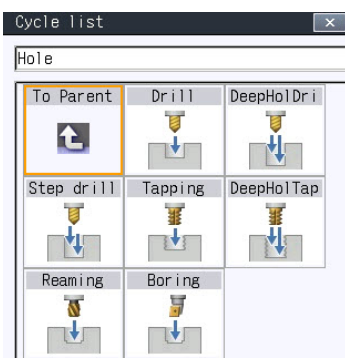 Cycle list
Hole
To Parent Drill DeepHolDri
Step drill Tapping DeepHolTap
Reaming Boring